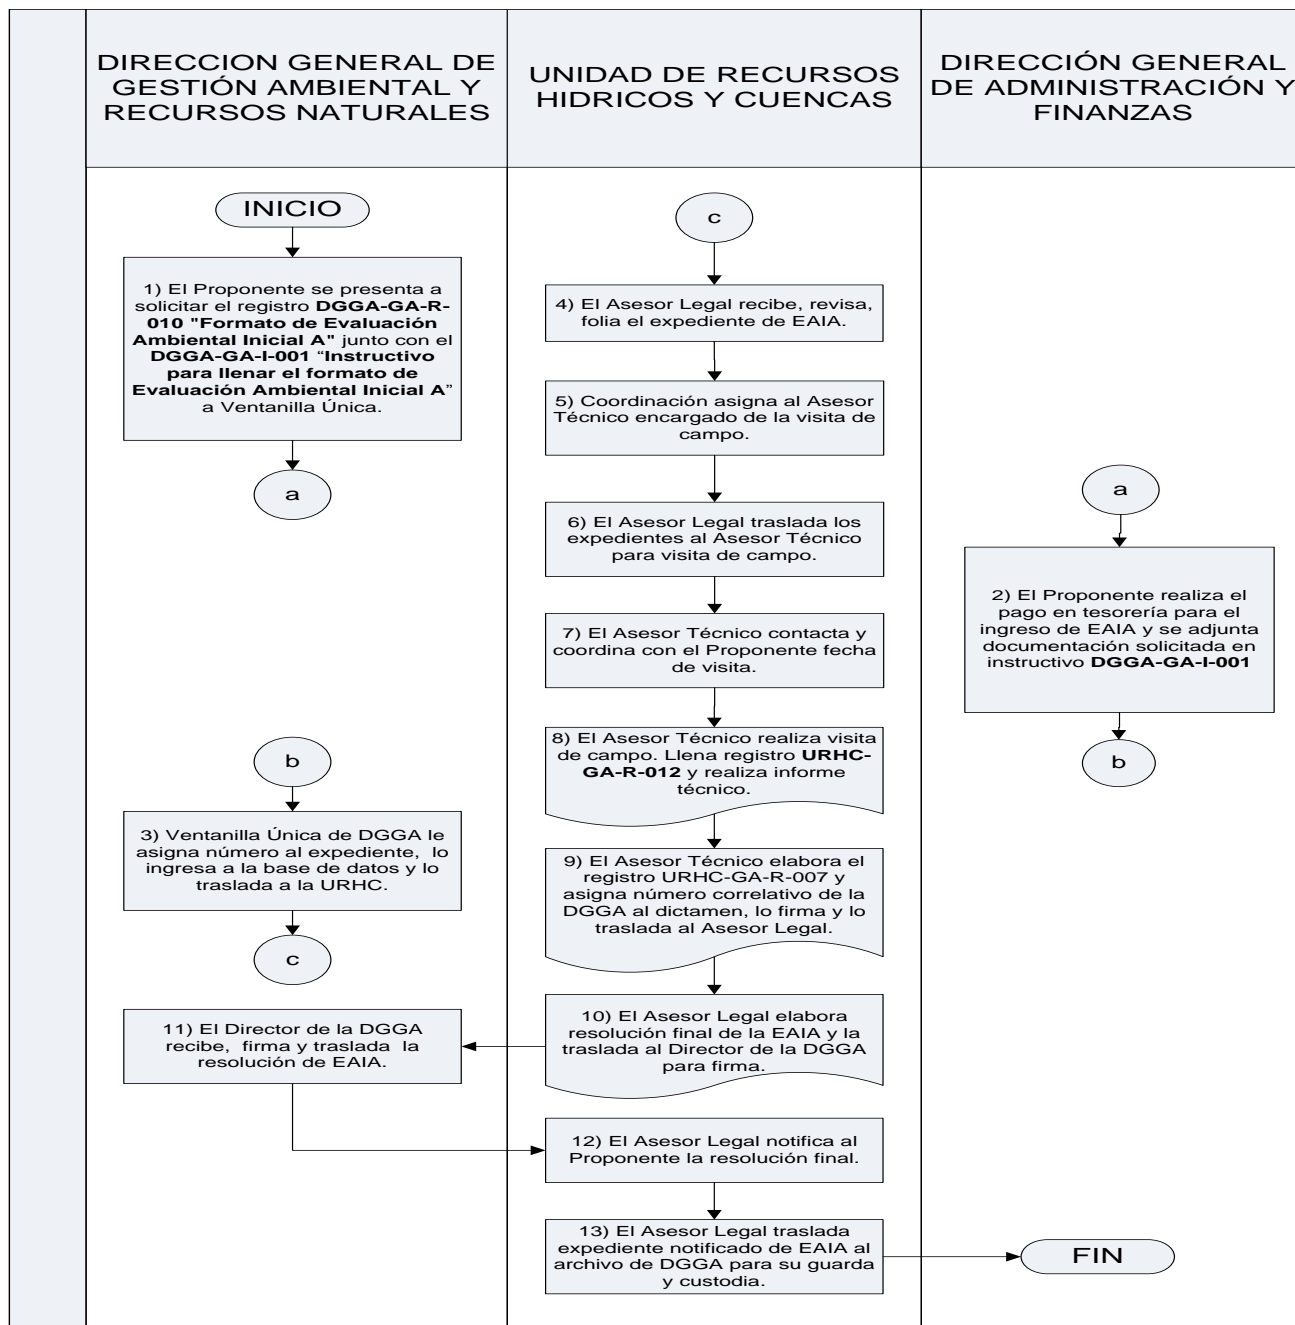 DIRECCION GENERAL DE
GESTIÓN AMBIENTAL Y
RECURSOS NATURALES
UNIDAD DE RECURSOS
HIDRICOS Y CUENCAS
DIRECCIÓN GENERAL
DE ADMINISTRACIÓN Y
FINANZAS
INICIO
1) El Proponente se presenta a
solicitar el registro DGGA-GA-R-
010 "Formato de Evaluación
Ambiental Inicial A" junto con el
DGGA-GA-I-001 “Instructivo
para llenar el formato de
Evaluación Ambiental Inicial A”
a Ventanilla Única.
a
a
2) El Proponente realiza el
pago en tesorería para el
ingreso de EAIA y se adjunta
documentación solicitada en
instructivo DGGA-GA-I-001
b
b
3) Ventanilla Única de DGGA le
asigna número al expediente, lo
ingresa a la base de datos y lo
traslada a la URHC.
c
c
4) El Asesor Legal recibe, revisa,
folia el expediente de EAIA.
5) Coordinación asigna al Asesor
Técnico encargado de la visita de
campo.
6) El Asesor Legal traslada los
expedientes al Asesor Técnico
para visita de campo.
7) El Asesor Técnico contacta y
coordina con el Proponente fecha
de visita.
8) El Asesor Técnico realiza visita
de campo. Llena registro URHC-
GA-R-012 y realiza informe
técnico.
9) El Asesor Técnico elabora el
registro URHC-GA-R-007 y
asigna número correlativo de la
DGGA al dictamen, lo firma y lo
traslada al Asesor Legal.
10) El Asesor Legal elabora
resolución final de la EAIA y la
traslada al Director de la DGGA
para firma.
11) El Director de la DGGA
recibe, firma y traslada la
resolución de EAIA.
12) El Asesor Legal notifica al
Proponente la resolución final.
13) El Asesor Legal traslada
expediente notificado de EAIA al
archivo de DGGA para su guarda
y custodia.
FIN